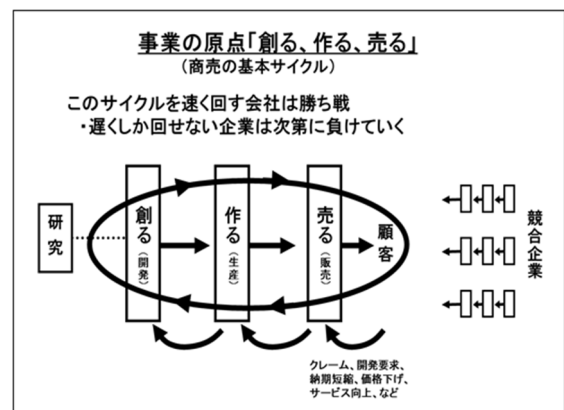 事業の原点「創る、作る、売る」
(商売の基本サイクル)
このサイクルを速く回す会社は勝ち戦
・遅くしか回せない企業は次第に負けていく
研究
創る(開発)
作る(生産)
売る(販売)
顧客
競合企業
クレーム、開発要求、
納期短縮、価格下げ、
サービス向上、など